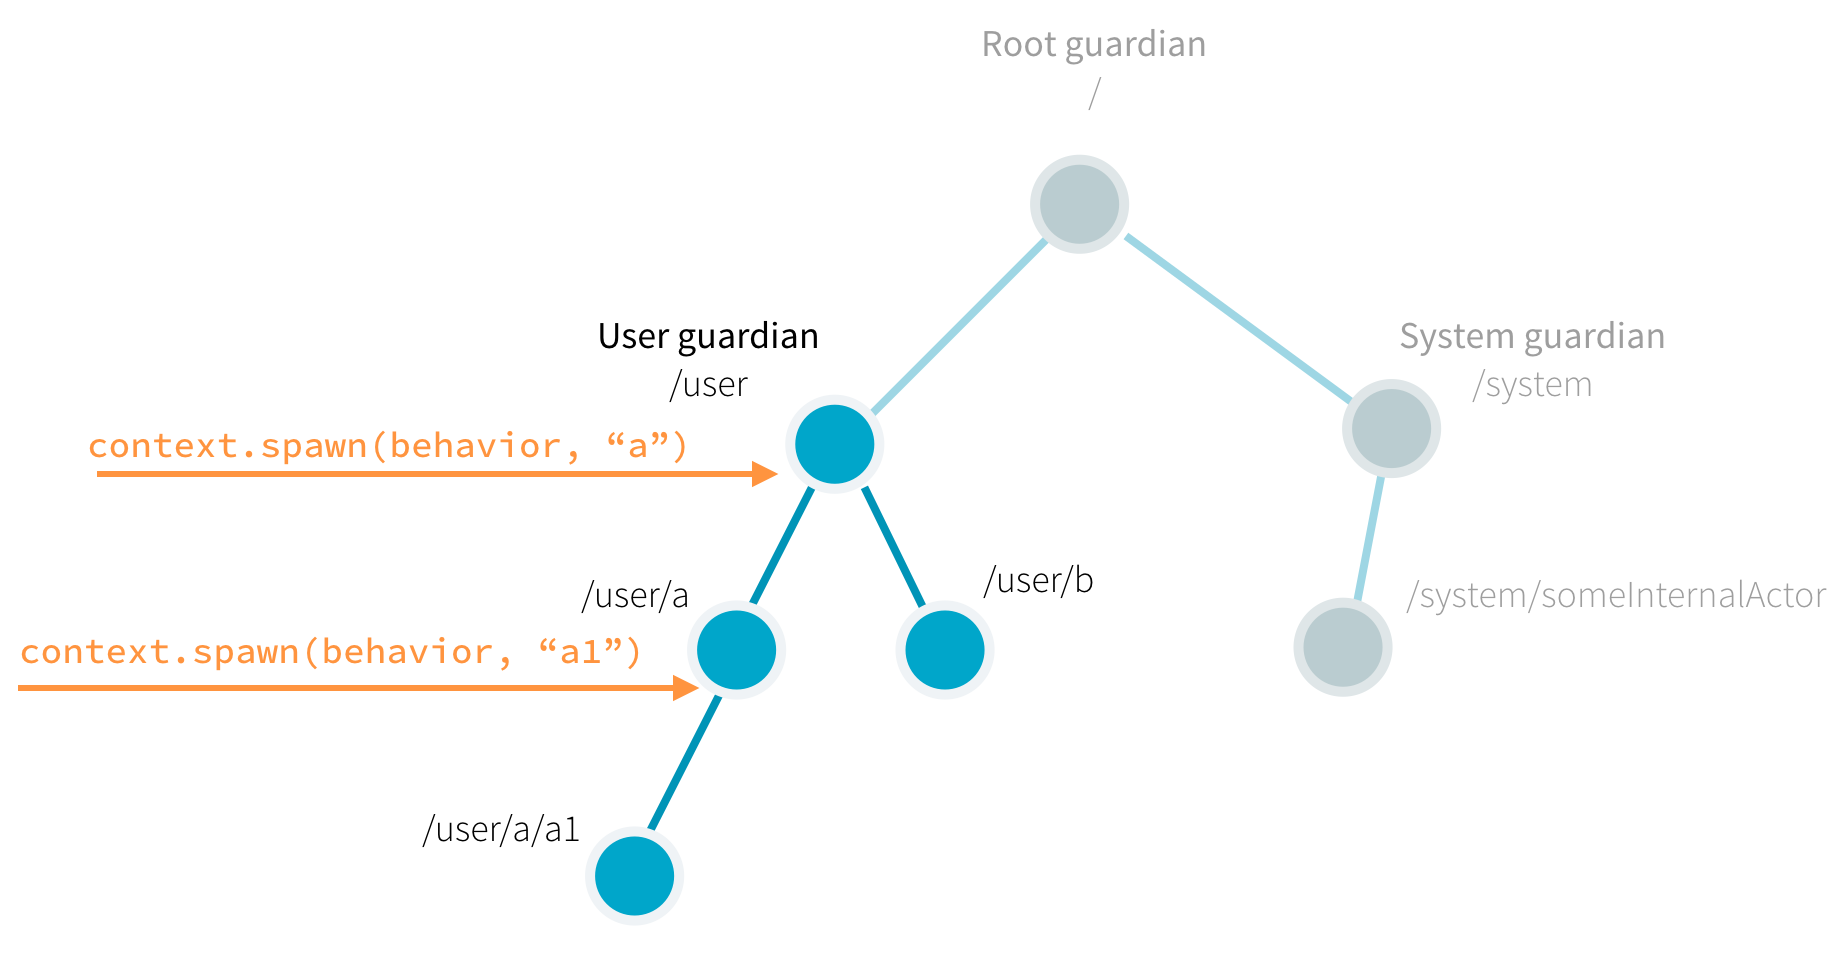 Root guardian
/
User guardian
/user
System guardian
/system
context.spawn(behavior, “a”)
/user/a
/user/b
/system/someInternalActor
context.spawn(behavior, “a1”)
/user/a/a1